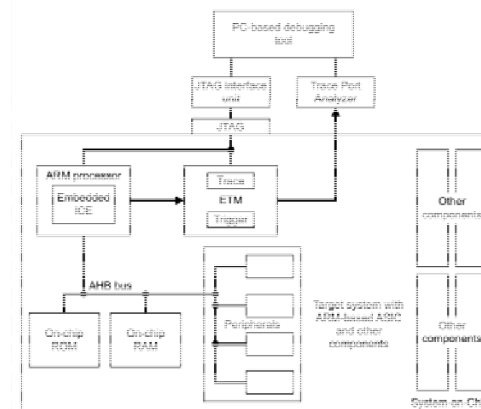 PC-based debugging
tool
JTAG interface
unit
Trace Port
Analyzer
JTAG
ARM processor
Embedded
ICE
Trace
ETM
Trigger
Other
components
AHB bus
On-chip
ROM
On-chip
RAM
Peripherals
Target system with
ARM-based ASIC
and other
components
Other
components
System on Ch